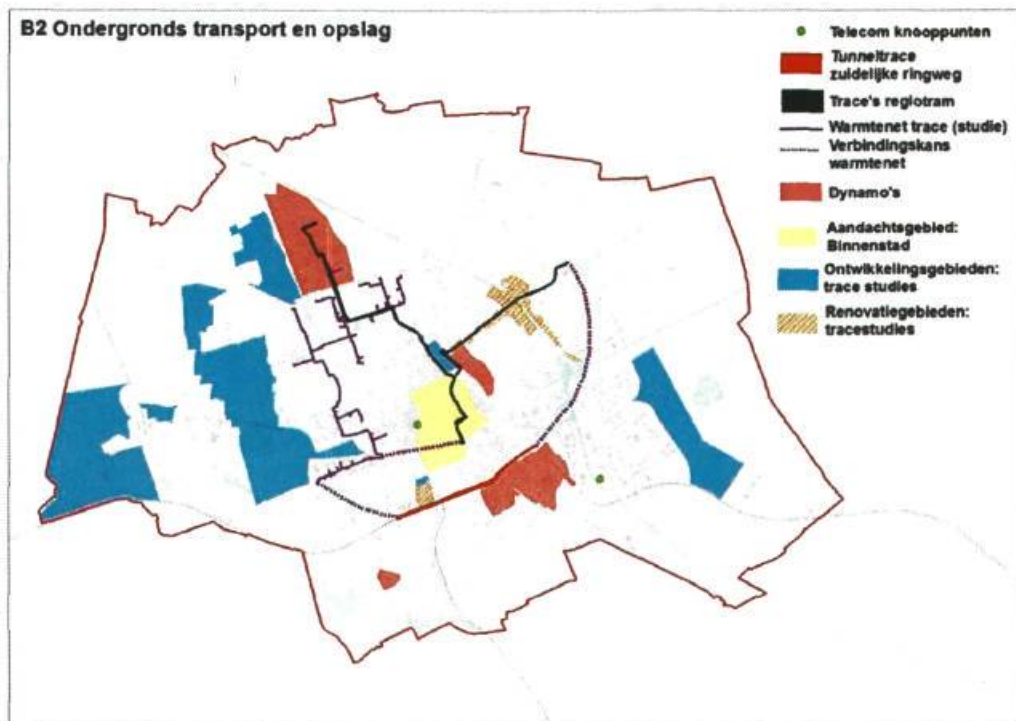 B2 Ondergronds transport en opslag
Telecom knooppunten
Tunneltrace
zuidelijke ringweg
Trace's regiotram
Warmtenet trace (studie)
Verbindingskans
warmtenet
Dynamo's
Aandachtsgebied:
Binnenstad
Ontwikkelingsgebieden:
trace studies
Renovatiegebieden:
tracestudies